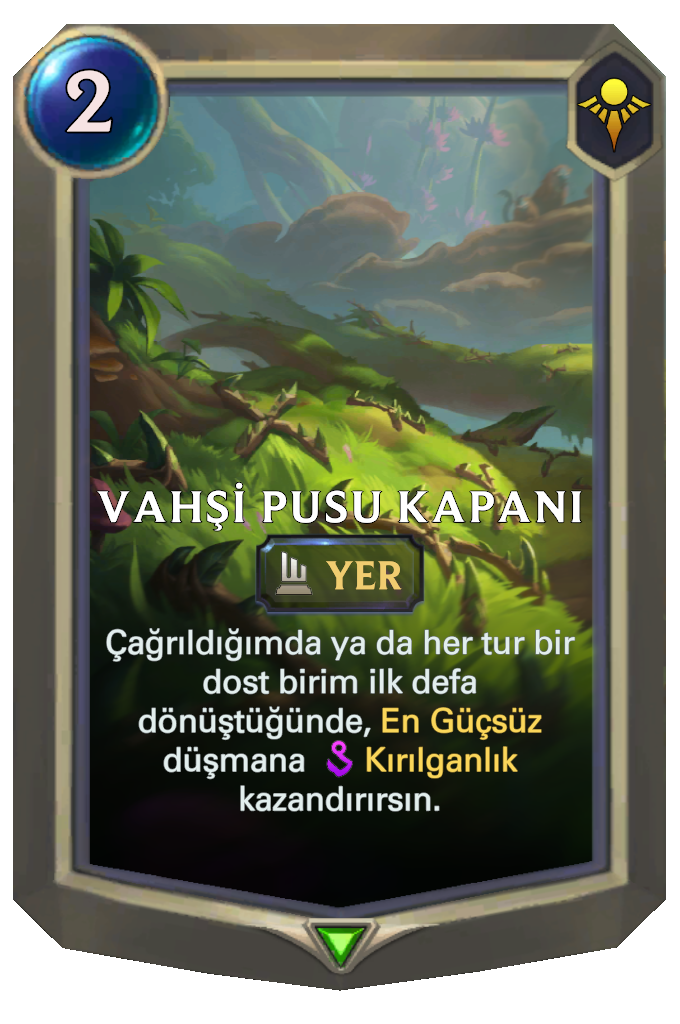 2
VAHŞİ PUSU KAPANI
YER
Çağrıldığımda ya da her tur bir
dost birim ilk defa
dönüştüğünde, En Güçsüz
düşmana Kırılganlık
kazandırırsın.